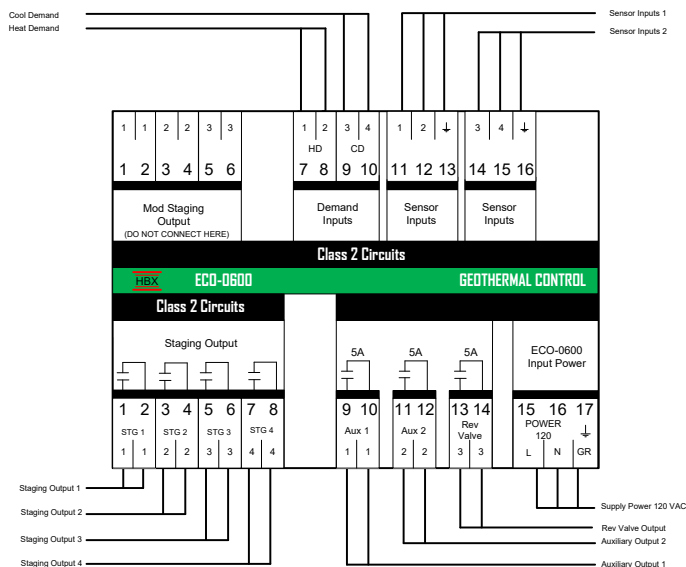 Cool Demand
Heat Demand
Sensor Inputs 1
Sensor Inputs 2
1 1 2 2 3 3
1 2 3 4
1 2
3 4
HD CD
1 2 3 4 5 6
7 8 9 10
11 12 13
14 15 16
Mod Staging
Output
(DO NOT CONNECT HERE)
Demand
Inputs
Sensor
Inputs
Sensor
Inputs
Class 2 Circuits
HBX ECO-0600 GEOTHERMAL CONTROL
Class 2 Circuits
Staging Output
5A
5A
5A
ECO-0600
Input Power
1 2 3 4 5 6 7 8
9 10
11 12
13 14
15 16 17
STG 1 STG 2 STG 3 STG 4
Aux 1
Aux 2
Rev
Valve
POWER
120
1 1 2 2 3 3 4 4
1 1
2 2
3 3
L N GR
Staging Output 1
Staging Output 2
Staging Output 3
Staging Output 4
Supply Power 120 VAC
Rev Valve Output
Auxiliary Output 2
Auxiliary Output 1